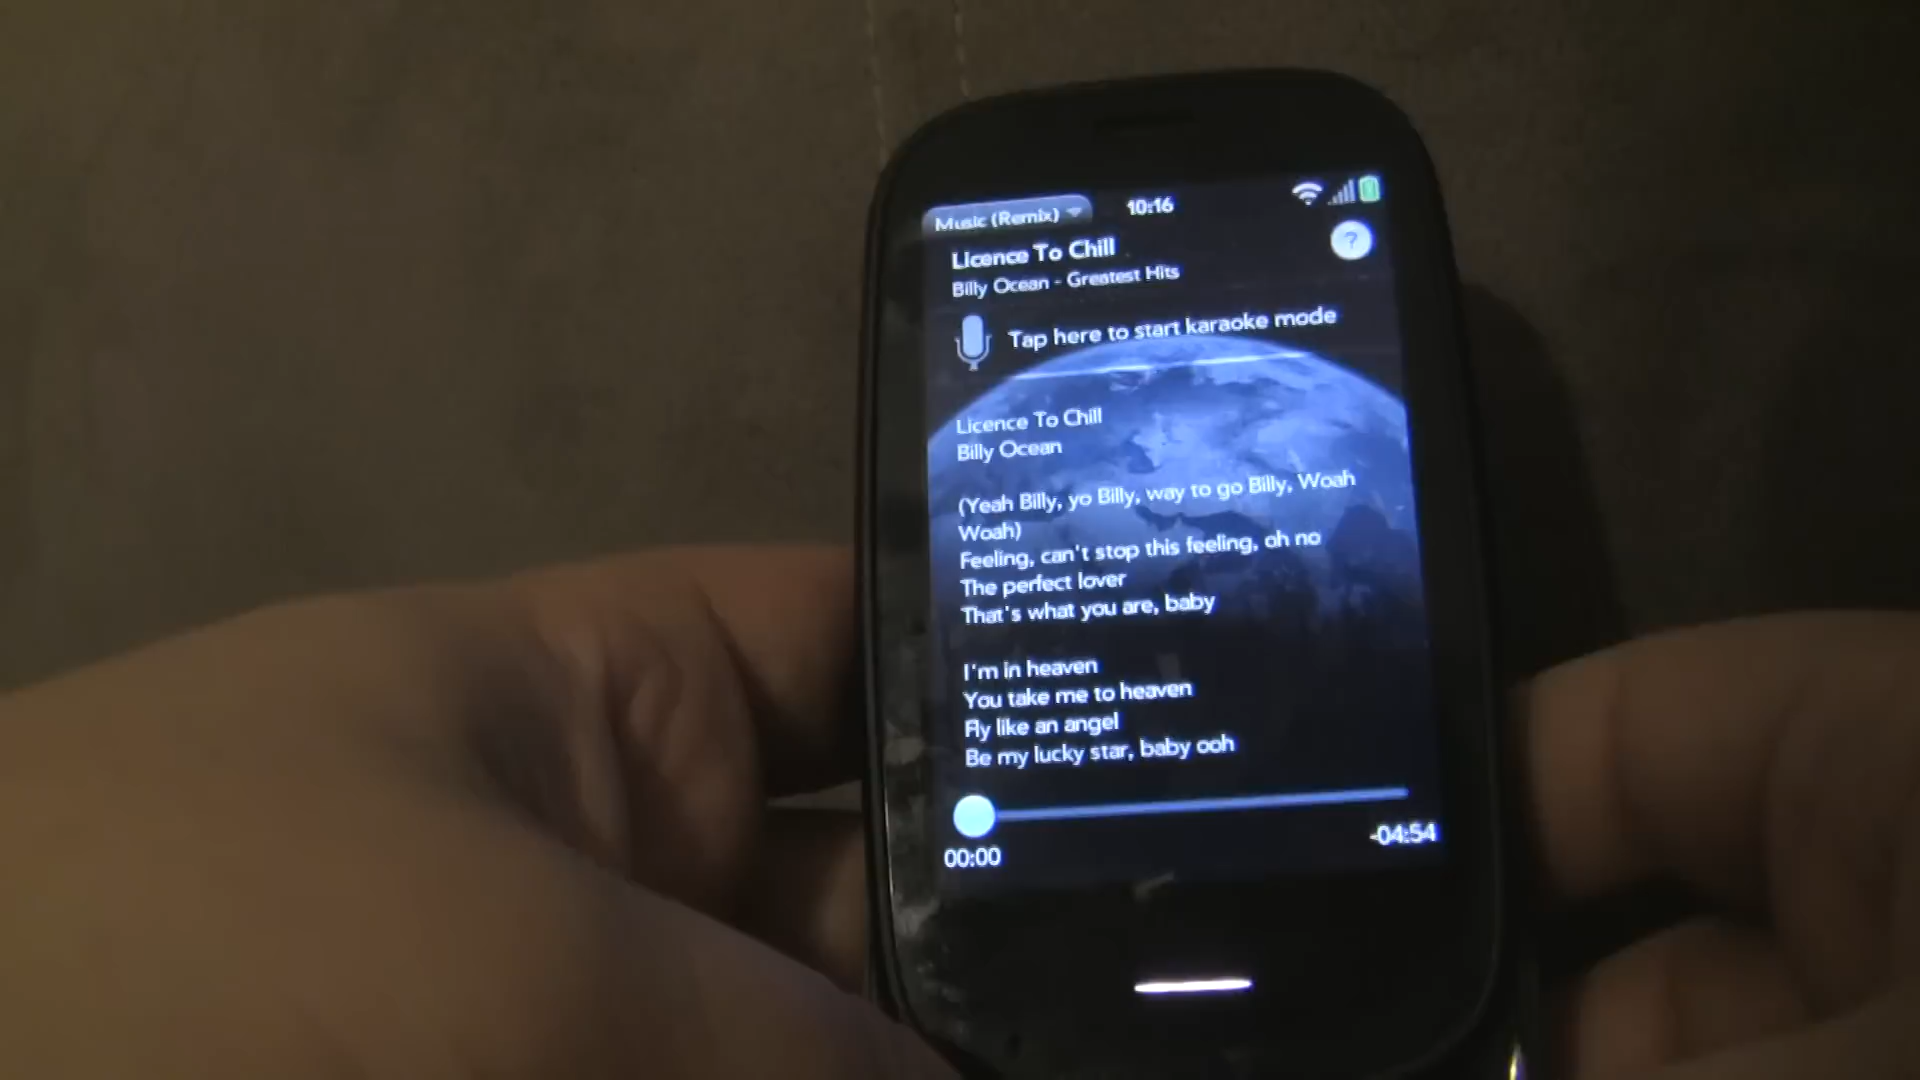 Music (Remix)
10:16
Licence To Chill
Billy Ocean - Greatest Hits
?
Tap here to start karaoke mode
Licence To Chill
Billy Ocean
(Yeah Billy, yo Billy, way to go Billy, Woah
Woah)
Feeling, can't stop this feeling, oh no
The perfect lover
That's what you are, baby
I'm in heaven
You take me to heaven
Fly like an angel
Be my lucky star, baby ooh
00:00
-04:54